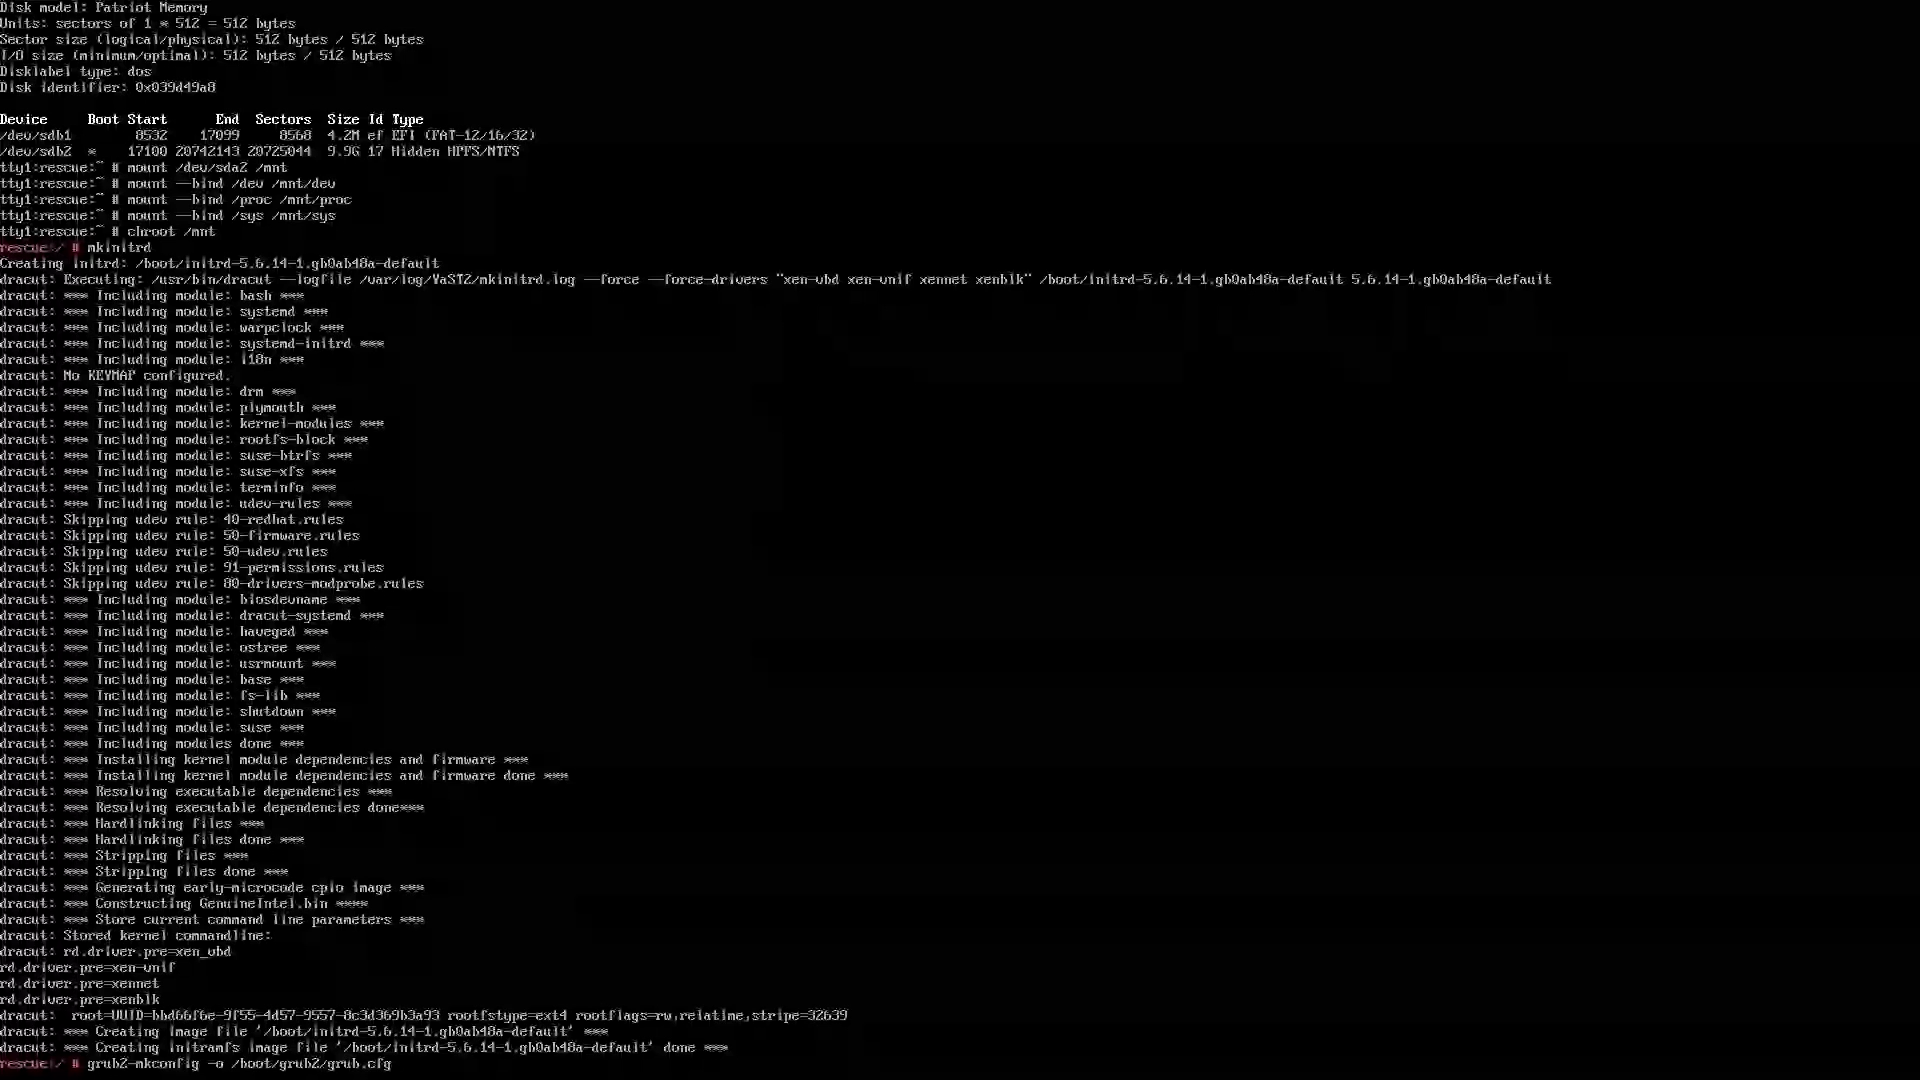 Disk model: Patriot Memory
Units: sectors of 1 * 512 = 512 bytes
Sector size (logical/physical): 512 bytes / 512 bytes
I/O size (minimum/optimal): 512 bytes / 512 bytes
Disklabel type: dos
Disk identifier: 0x039d49a8
Device     Boot Start      End  Sectors  Size Id Type
/dev/sdb1        8532    17099     8568  4.2M ef EFI (FAT-12/16/32)
/dev/sdb2  *    17100 20742143 20725044  9.9G 17 Hidden HPFS/NTFS
tty1:rescue:~ # mount /dev/sda2 /mnt
tty1:rescue:~ # mount --bind /dev /mnt/dev
tty1:rescue:~ # mount --bind /proc /mnt/proc
tty1:rescue:~ # mount --bind /sys /mnt/sys
tty1:rescue:~ # chroot /mnt
rescue:/ # mkinitrd
Creating initrd: /boot/initrd-5.6.14-1.gb0ab48a-default
dracut: Executing: /usr/bin/dracut --logfile /var/log/YaST2/mkinitrd.log --force --force-drivers "xen-vbd xen-vnif xennet xenblk" /boot/initrd-5.6.14-1.gb0ab48a-default 5.6.14-1.gb0ab48a-default
dracut: *** Including module: bash ***
dracut: *** Including module: systemd ***
dracut: *** Including module: warpclock ***
dracut: *** Including module: systemd-initrd ***
dracut: *** Including module: i18n ***
dracut: No KEYMAP configured.
dracut: *** Including module: drm ***
dracut: *** Including module: plymouth ***
dracut: *** Including module: kernel-modules ***
dracut: *** Including module: rootfs-block ***
dracut: *** Including module: suse-btrfs ***
dracut: *** Including module: suse-xfs ***
dracut: *** Including module: terminfo ***
dracut: *** Including module: udev-rules ***
dracut: Skipping udev rule: 40-redhat.rules
dracut: Skipping udev rule: 50-firmware.rules
dracut: Skipping udev rule: 50-udev.rules
dracut: Skipping udev rule: 91-permissions.rules
dracut: Skipping udev rule: 80-drivers-modprobe.rules
dracut: *** Including module: biosdevname ***
dracut: *** Including module: dracut-systemd ***
dracut: *** Including module: haveged ***
dracut: *** Including module: ostree ***
dracut: *** Including module: usrmount ***
dracut: *** Including module: base ***
dracut: *** Including module: fs-lib ***
dracut: *** Including module: shutdown ***
dracut: *** Including module: suse ***
dracut: *** Including modules done ***
dracut: *** Installing kernel module dependencies and firmware ***
dracut: *** Installing kernel module dependencies and firmware done ***
dracut: *** Resolving executable dependencies ***
dracut: *** Resolving executable dependencies done***
dracut: *** Hardlinking files ***
dracut: *** Hardlinking files done ***
dracut: *** Stripping files ***
dracut: *** Stripping files done ***
dracut: *** Generating early-microcode cpio image ***
dracut: *** Constructing GenuineIntel.bin ****
dracut: *** Store current command line parameters ***
dracut: Stored kernel commandline:
dracut: rd.driver.pre=xen_vbd
rd.driver.pre=xen-vnif
rd.driver.pre=xennet
rd.driver.pre=xenblk
dracut:  root=UUID=bbd66f6e-9f55-4d57-9557-8c3d369b3a93 rootfstype=ext4 rootflags=rw,relatime,stripe=32639
dracut: *** Creating image file '/boot/initrd-5.6.14-1.gb0ab48a-default' ***
dracut: *** Creating initramfs image file '/boot/initrd-5.6.14-1.gb0ab48a-default' done ***
rescue:/ # grub2-mkconfig -o /boot/grub2/grub.cfg